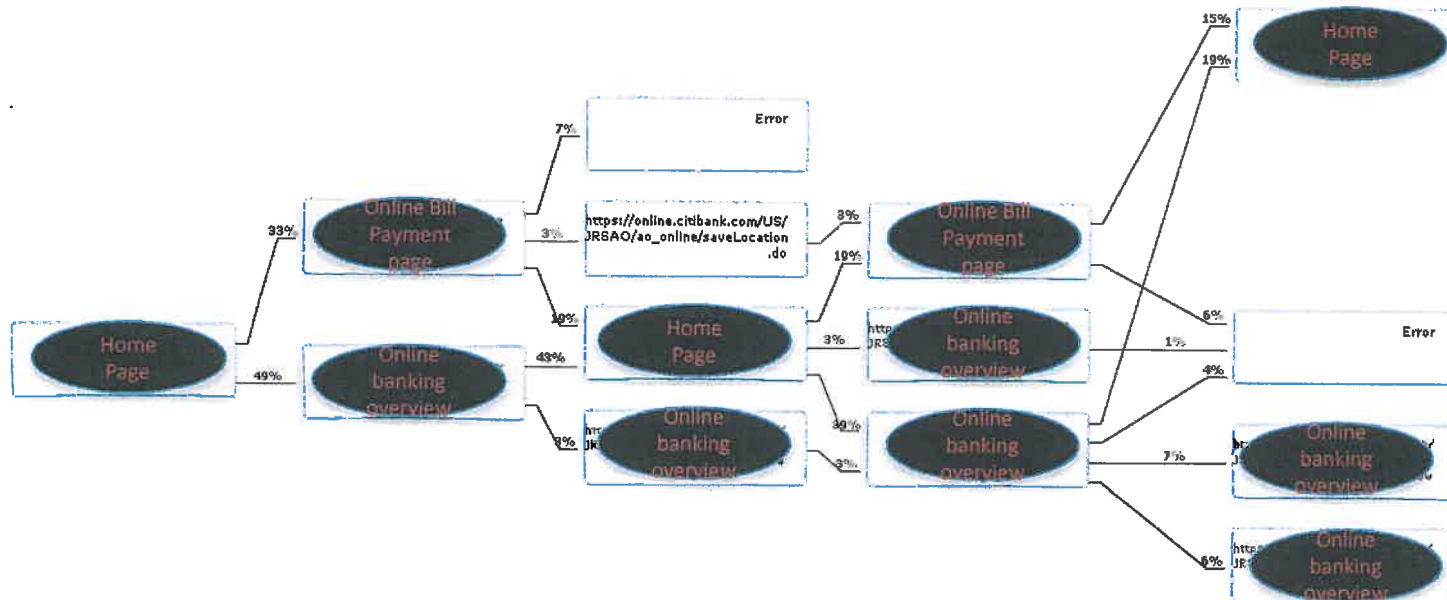 15%
Home
Page
19%
7%
Error
33%
Online Bill
Payment
page
3%
https://online.citibank.com/US/
JRSAO/ao_online/saveLocation
.do
3%
Online Bill
Payment
page
19%
19%
6%
Error
Home
Page
49%
Online
banking
overview
43%
Home
Page
3%
Online
banking
overview
1%
4%
39%
3%
Online
banking
overview
3%
Online
banking
overview
7%
Online
banking
overview
6%
Online
banking
overview